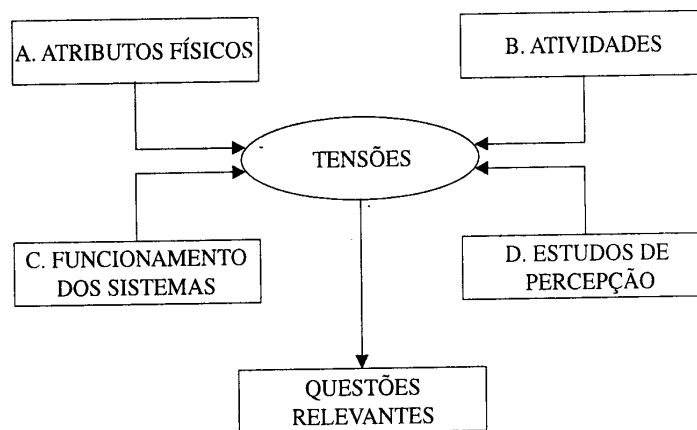 A. ATRIBUTOS FÍSICOS
B. ATIVIDADES
TENSÕES
C. FUNCIONAMENTO
DOS SISTEMAS
D. ESTUDOS DE
PERCEPÇÃO
QUESTÕES
RELEVANTES